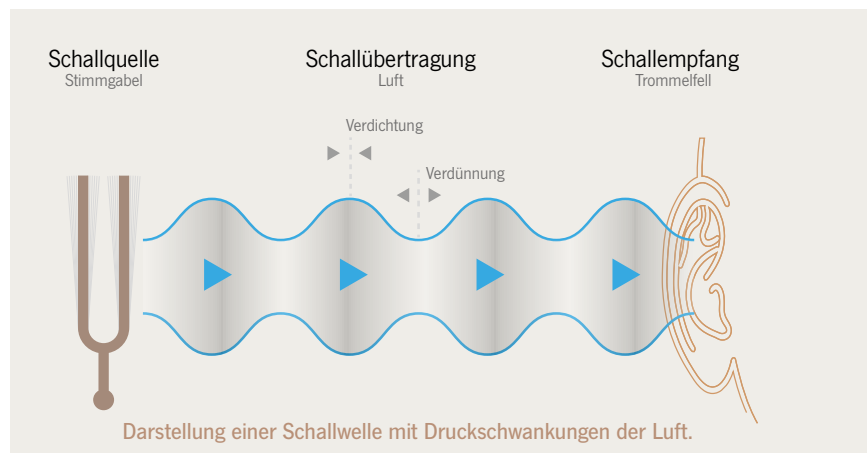 Schallquelle
Stimmgabel
Schallübertragung
Luft
Schallempfang
Trommelfell
Verdichtung
Verdünnung
Darstellung einer Schallwelle mit Druckschwankungen der Luft.